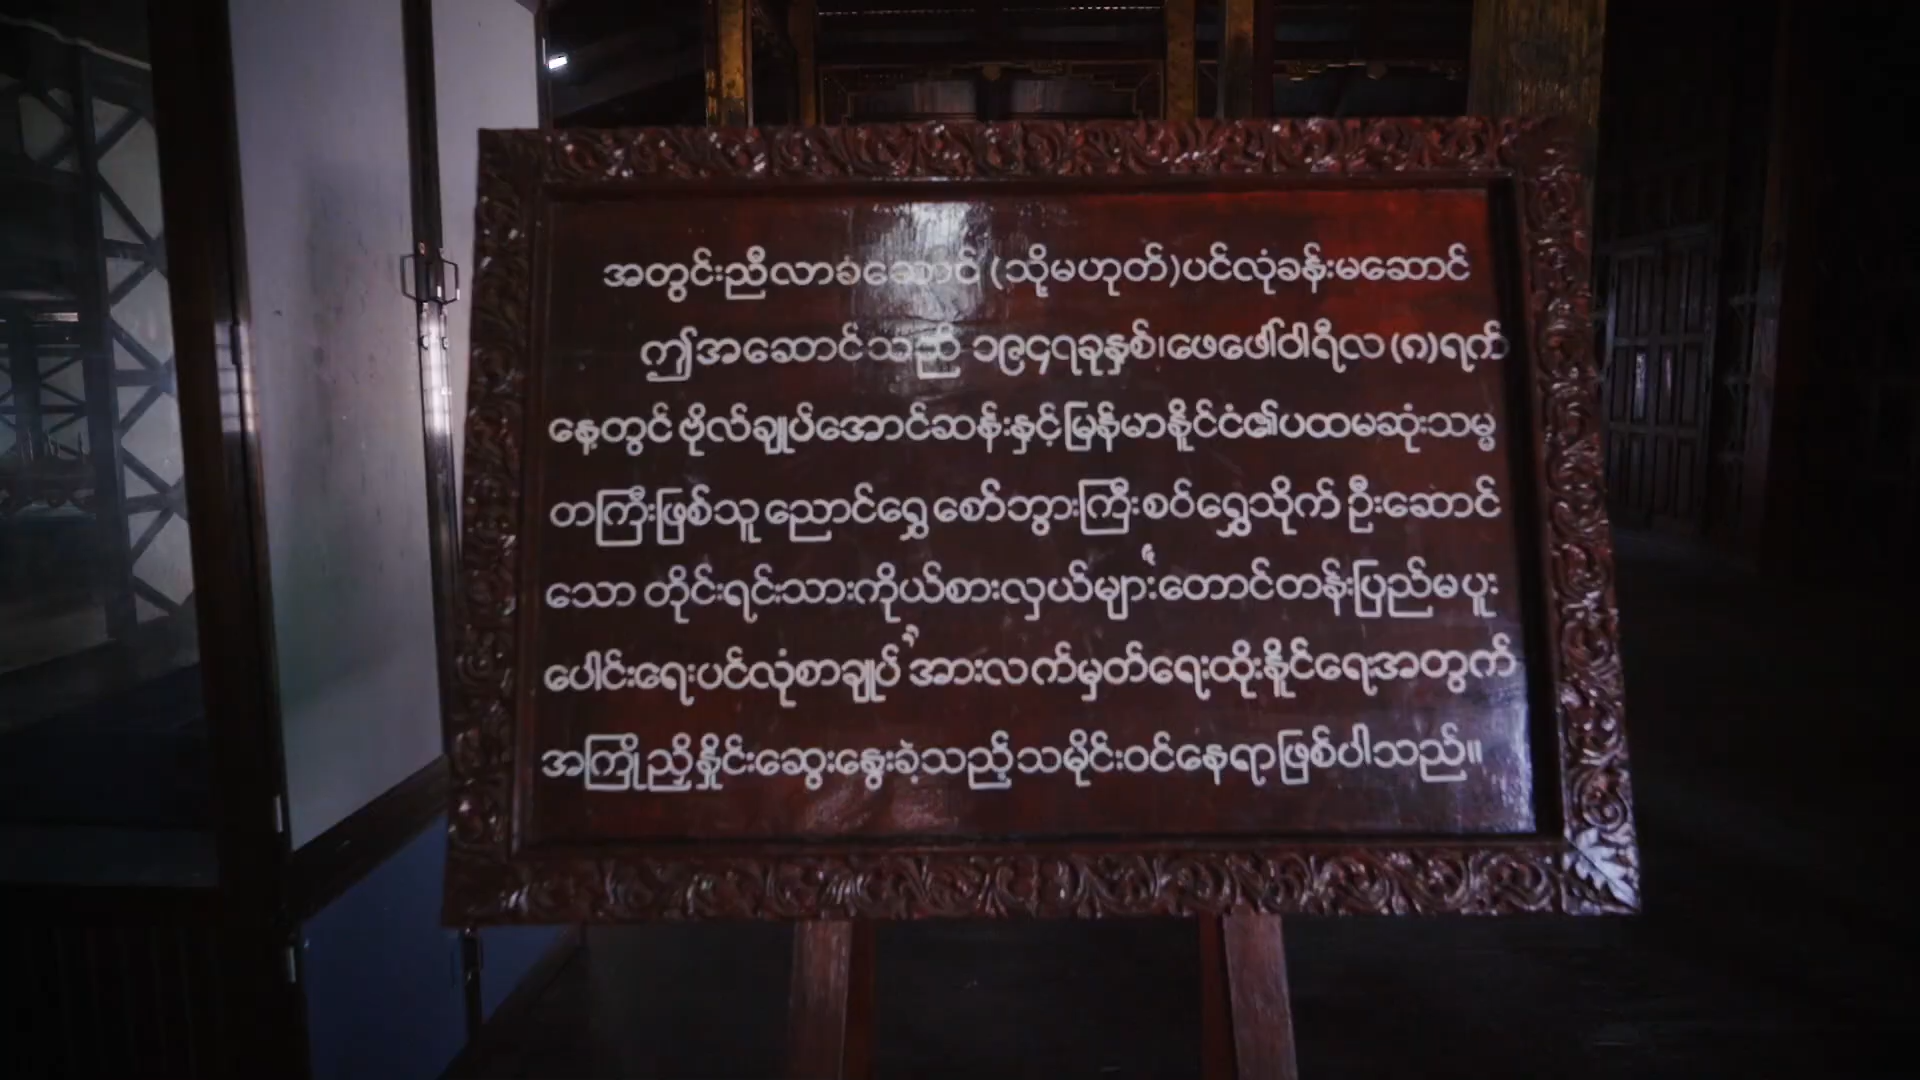 အတွင်းညီလာခံဆောင် (သို့မဟုတ်) ပင်လုံခန်းမဆောင်
ဤအဆောင်သည် ၁၉၄၇ခုနှစ်၊ဖေဖေါ်ဝါရီလ (၈) ရက်
နေ့တွင် ဗိုလ်ချုပ်အောင်ဆန်းနှင့်မြန်မာနိူင်ငံ၏ပထမဆုံးသမ္မ
တကြီးဖြစ်သူ ညောင်ရွှေ စော်ဘွားကြီး စဝ်ရွှေသိုက် ဦးဆောင်
သော တိုင်းရင်းသားကိုယ်စားလှယ်များ “တောင်တန်းပြည်မ ပူး
ပေါင်းရေး ပင်လုံစာချုပ်” အားလက်မှတ်ရေးထိုးနိူင်ရေးအတွက်
အကြိုညှိနှိူင်းဆွေးနွေးခဲ့သည့် သမိုင်းဝင်နေရာဖြစ်ပါသည်။